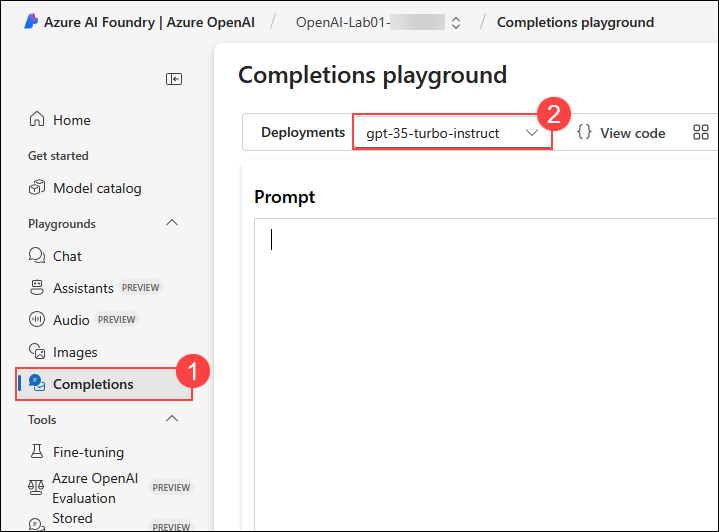 Azure AI Foundry | Azure OpenAI / OpenAI-Lab01- / Completions playground
Completions playground
Home
Get started
Model catalog
Playgrounds
Chat
Assistants PREVIEW
Audio PREVIEW
Images
Completions 1
Tools
Fine-tuning
Azure OpenAI
Evaluation PREVIEW
Stored
PREVIEW
Deployments gpt-35-turbo-instruct 2 {} View code
Prompt